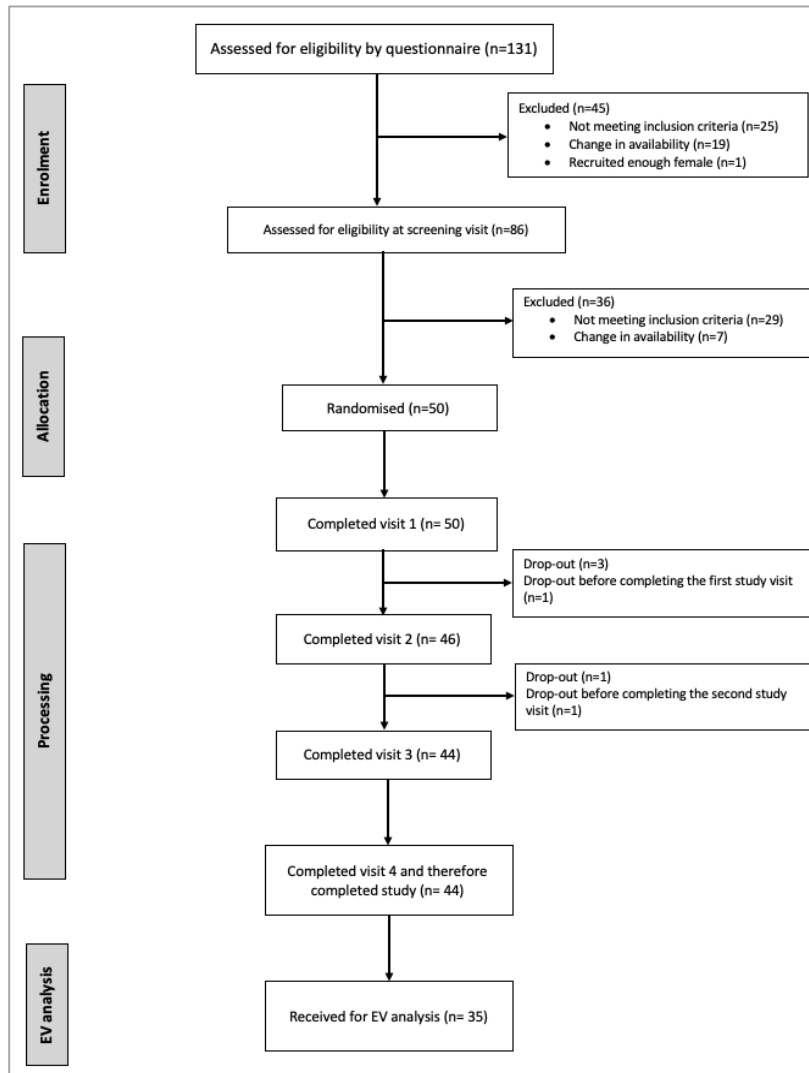 Assessed for eligibility by questionnaire (n=131)
Enrolment
Excluded (n=45)
• Not meeting inclusion criteria (n=25)
• Change in availability (n=19)
• Recruited enough female (n=1)
Assessed for eligibility at screening visit (n=86)
Excluded (n=36)
• Not meeting inclusion criteria (n=29)
• Change in availability (n=7)
Allocation
Randomised (n=50)
Completed visit 1 (n= 50)
Processing
Drop-out (n=3)
Drop-out before completing the first study visit
(n=1)
Completed visit 2 (n= 46)
Drop-out (n=1)
Drop-out before completing the second study
visit (n=1)
Completed visit 3 (n= 44)
Completed visit 4 and therefore
completed study (n= 44)
EV analysis
Received for EV analysis (n= 35)